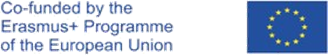 Co-funded by the
Erasmus+ Programme
of the European Union